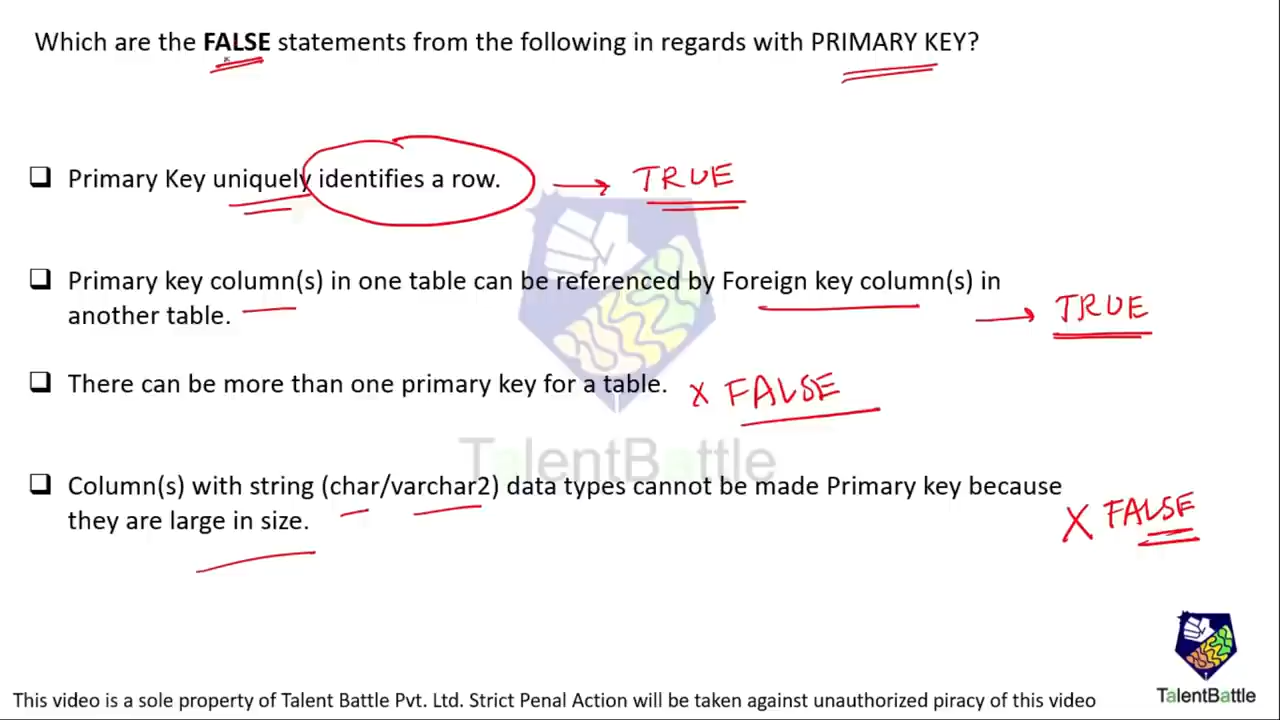 Which are the FALSE statements from the following in regards with PRIMARY KEY?
Primary Key uniquely identifies a row. → TRUE
Primary key column(s) in one table can be referenced by Foreign key column(s) in
another table. → TRUE
There can be more than one primary key for a table. X FALSE
TalentBattle
Column(s) with string (char/varchar2) data types cannot be made Primary key because
they are large in size. X FALSE
TalentBattle
This video is a sole property of Talent Battle Pvt. Ltd. Strict Penal Action will be taken against unauthorized piracy of this video